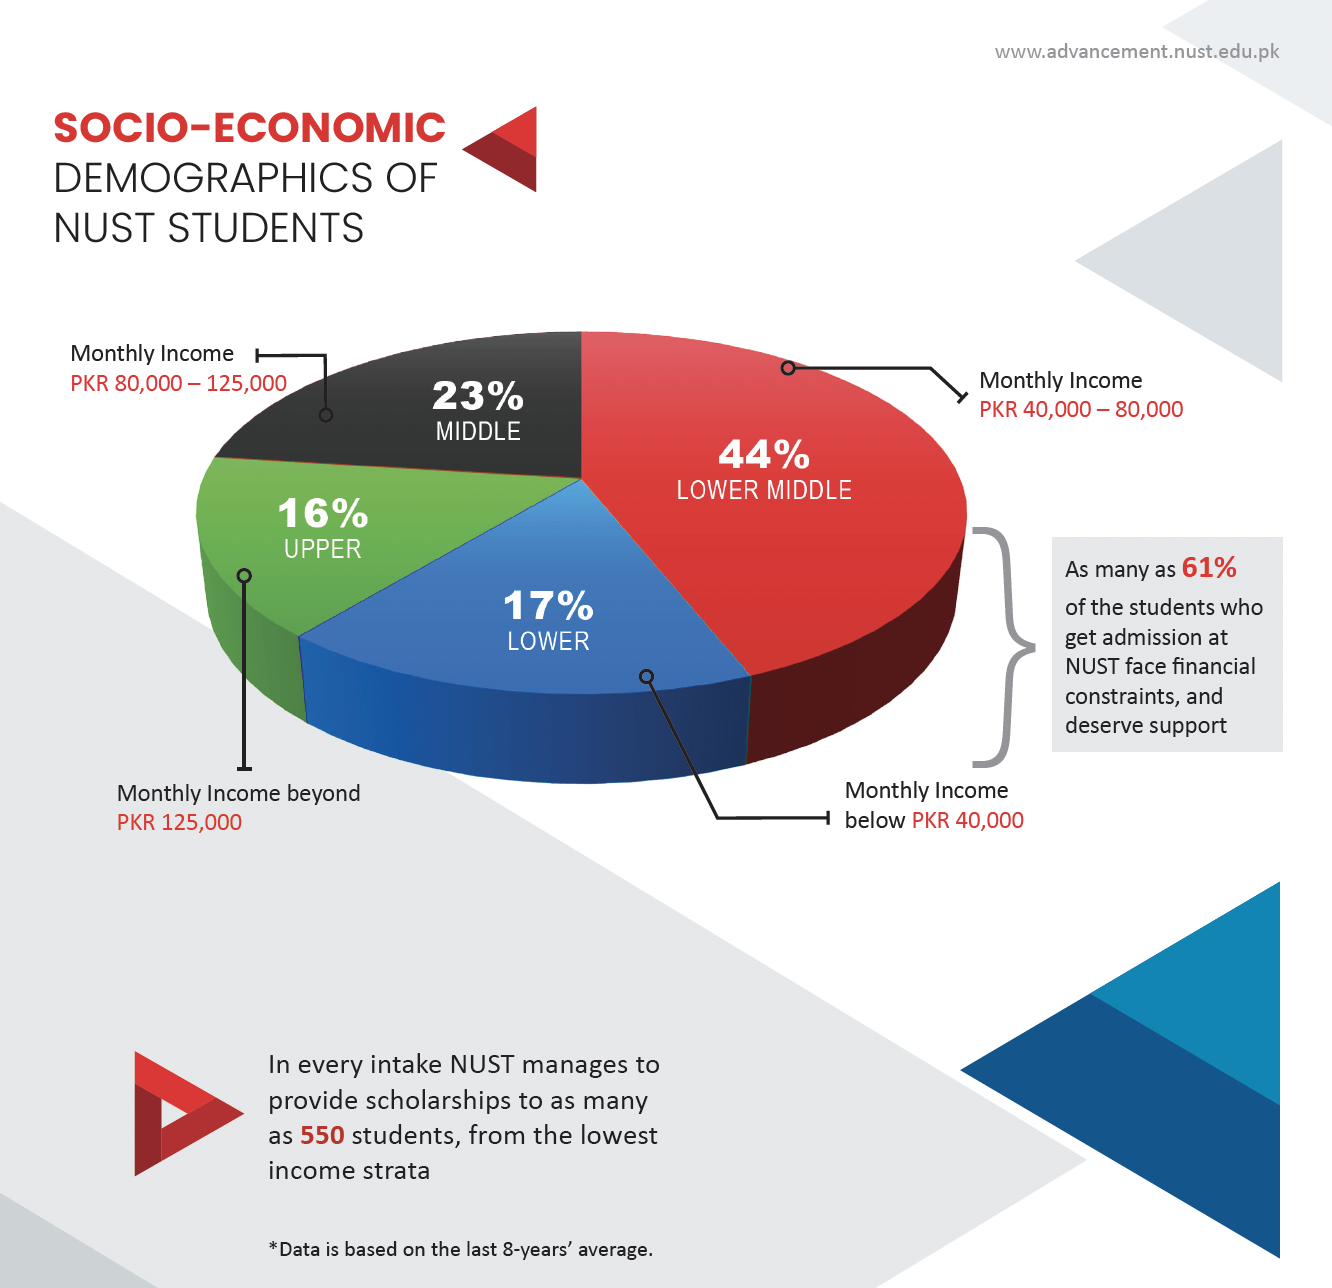 www.advancement.nust.edu.pk
SOCIO-ECONOMIC
DEMOGRAPHICS OF
NUST STUDENTS
Monthly Income
PKR 80,000 – 125,000
23%
MIDDLE
Monthly Income
PKR 40,000 – 80,000
44%
LOWER MIDDLE
16%
UPPER
17%
LOWER
As many as 61%
of the students who
get admission at
NUST face financial
constraints, and
deserve support
Monthly Income beyond
PKR 125,000
Monthly Income
below PKR 40,000
In every intake NUST manages to
provide scholarships to as many
as 550 students, from the lowest
income strata
*Data is based on the last 8-years’ average.